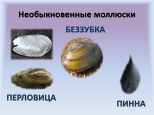 Необыкновенные моллюски
БЕЗЗУБКА
ПЕРЛОВИЦА
ПИННА